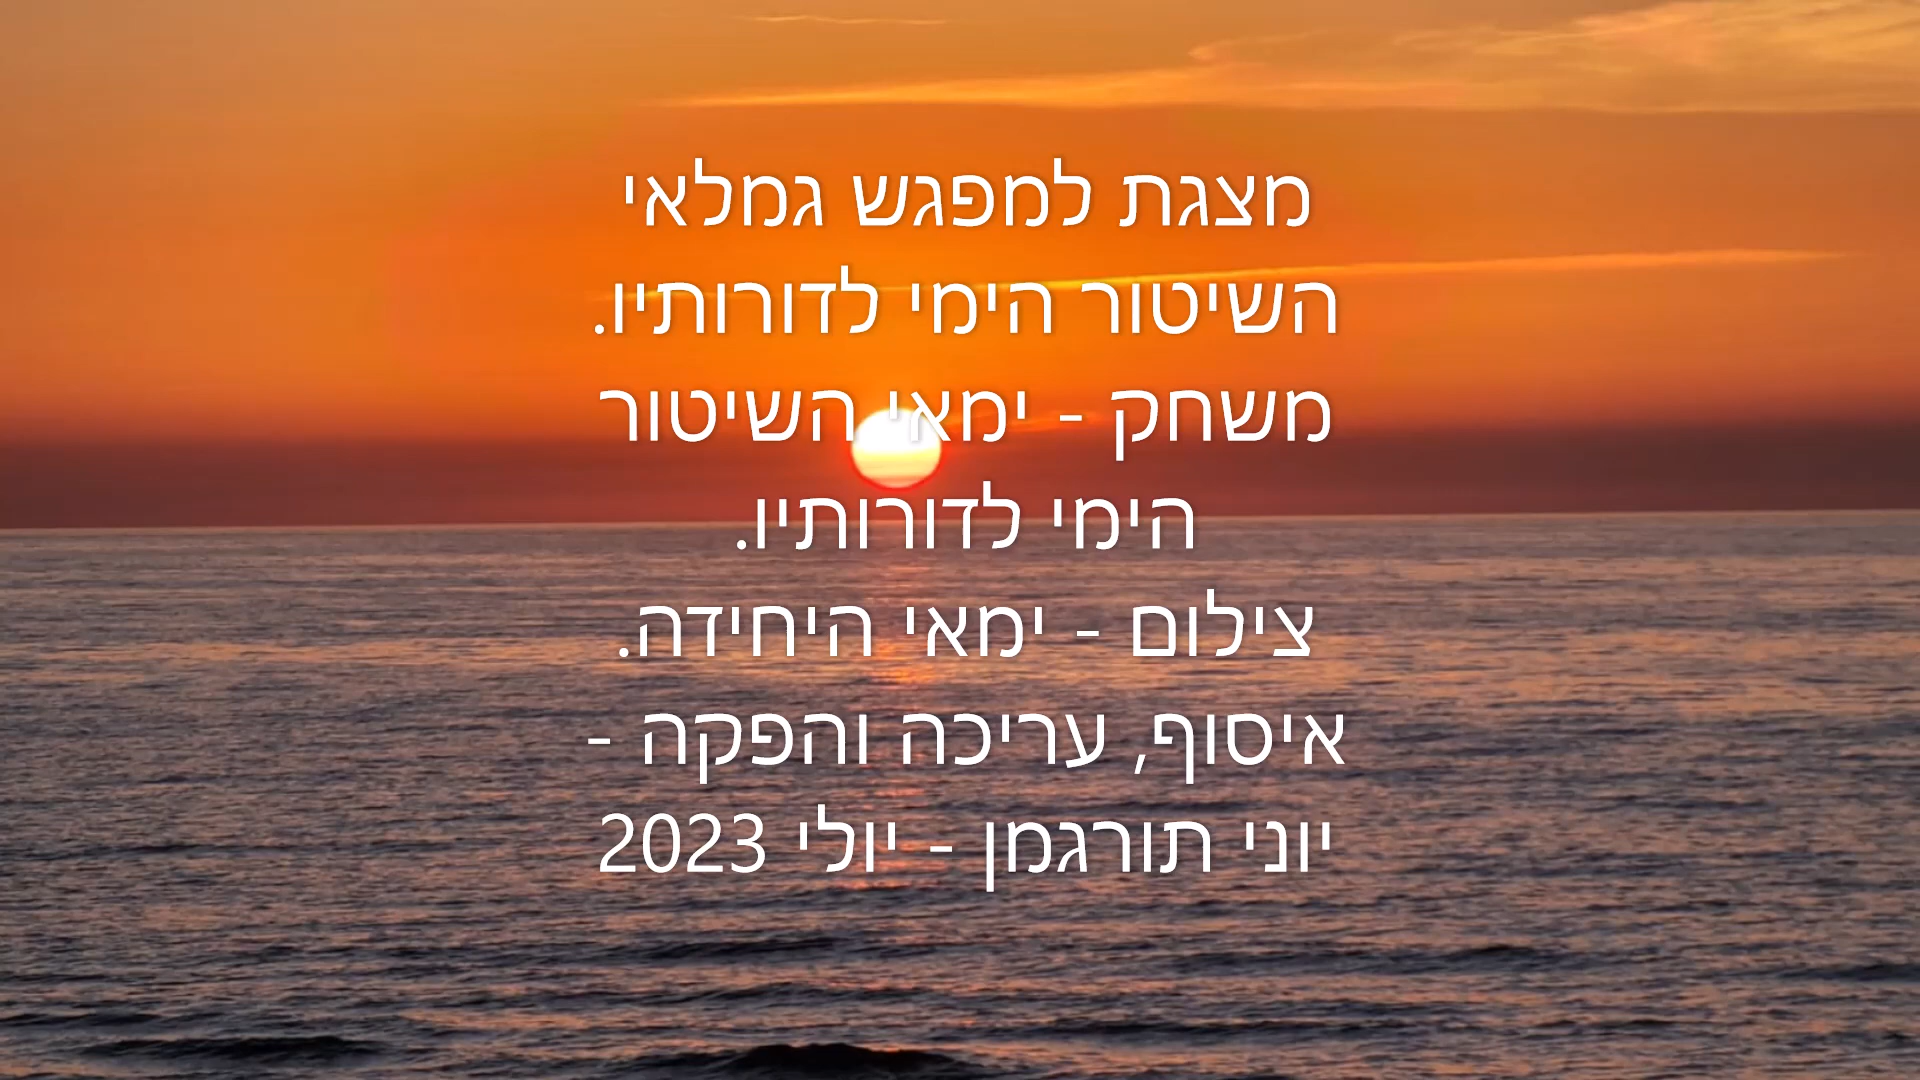 מצגת למפגש גמלאי
השיטור הימי לדורותיו.
משחק - ימאי השיטור
הימי לדורותיו.
צילום - ימאי היחידה.
איסוף, עריכה והפקה -
יוני תורגמן - יולי 2023